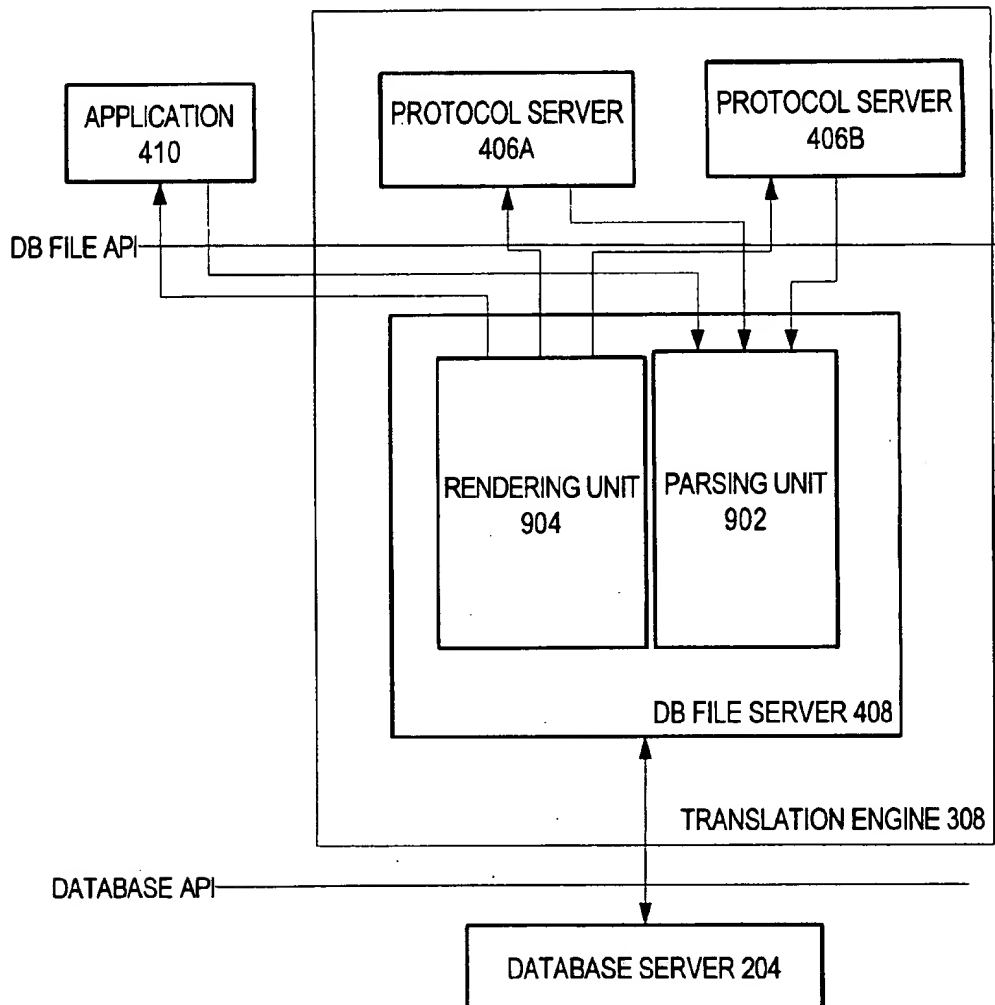 APPLICATION
410
PROTOCOL SERVER
406A
PROTOCOL SERVER
406B
DB FILE API
RENDERING UNIT
904
PARSING UNIT
902
DB FILE SERVER 408
TRANSLATION ENGINE 308
DATABASE API
DATABASE SERVER 204